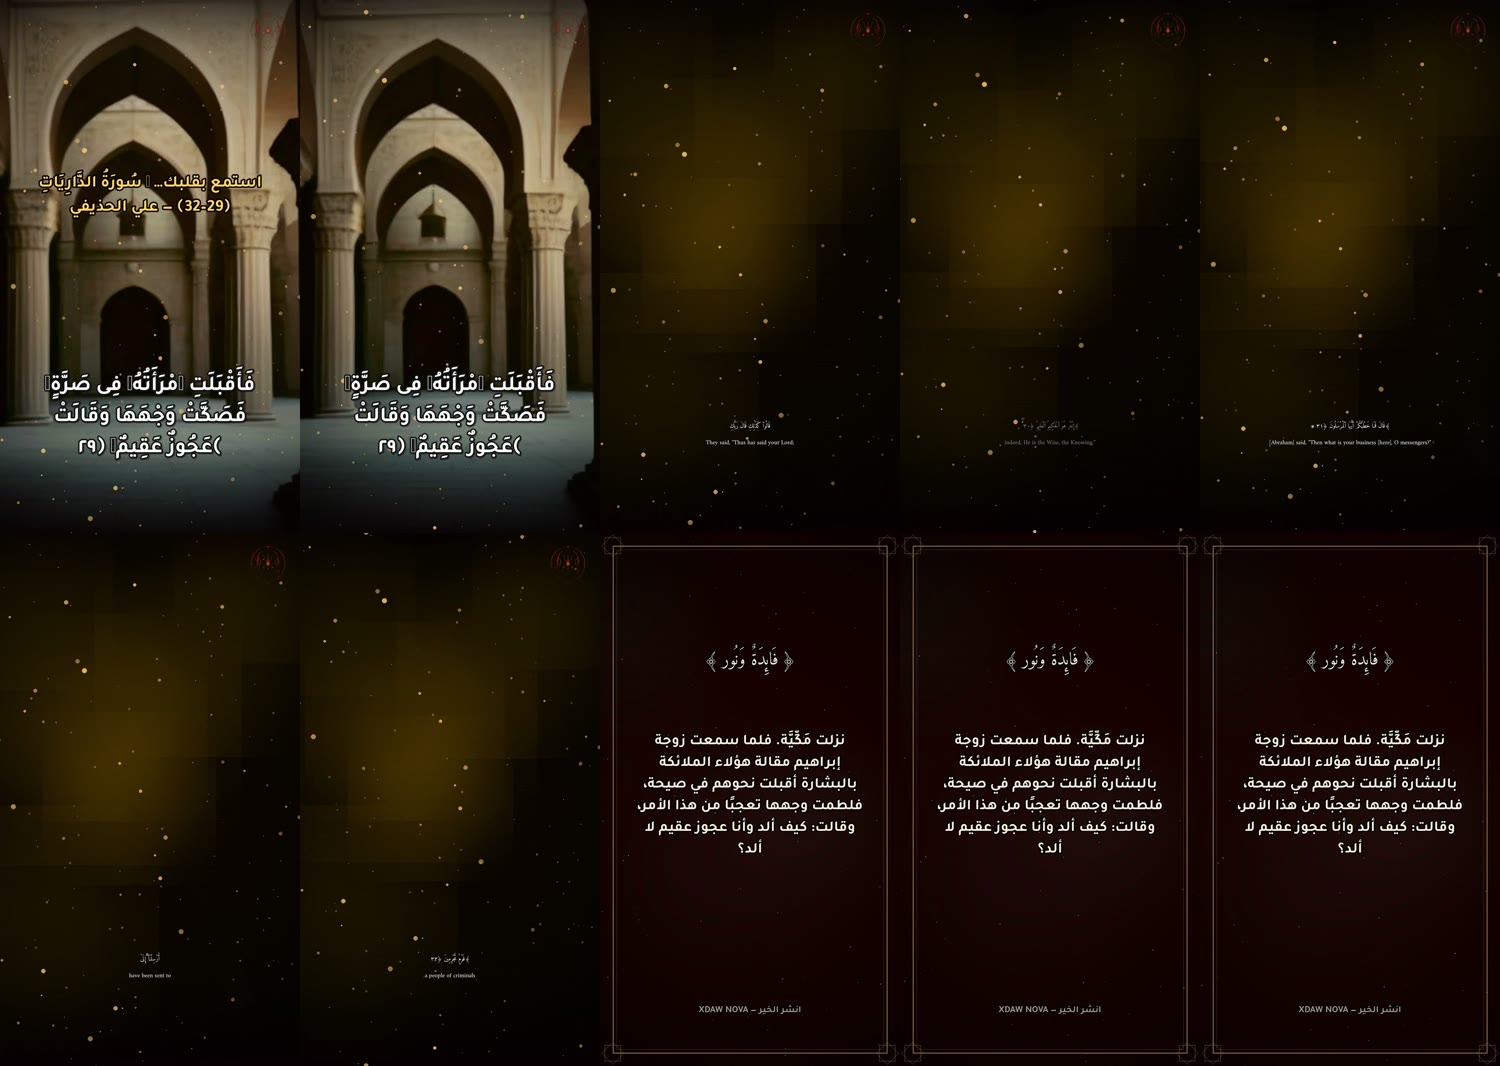 استمع بقلبك... ▯ سُورَةُ الذَّارِيَاتِ
(32-29) – علي الحذيفي
فَأَقْبَلَتِ ▯مْرَأَتُهُ▯ فِى صَرَّةٍ▯
فَصَكَّتْ وَجْهَهَا وَقَالَتْ
)عَجُوزٌ عَقِيمٌ▯ (٢٩
فَأَقْبَلَتِ ▯مْرَأَتُهُ▯ فِى صَرَّةٍ▯
فَصَكَّتْ وَجْهَهَا وَقَالَتْ
)عَجُوزٌ عَقِيمٌ▯ (٢٩
قَالُوا كَذَٰلِكِ قَالَ رَبُّكِ
They said, "Thus has said your Lord;
indeed, He is the Wise, the Knowing."
[Abraham] said, "Then what is your business [here], O messengers?"
have been sent to
a people of criminals
﴿ فَائِدَةٌ وَنُور ﴾
نزلت مَكِّيَّة. فلما سمعت زوجة
إبراهيم مقالة هؤلاء الملائكة
بالبشارة أقبلت نحوهم في صيحة،
فلطمت وجهها تعجبًا من هذا الأمر،
وقالت: كيف ألد وأنا عجوز عقيم لا
ألد؟
انشر الخير – XDAW NOVA
﴿ فَائِدَةٌ وَنُور ﴾
نزلت مَكِّيَّة. فلما سمعت زوجة
إبراهيم مقالة هؤلاء الملائكة
بالبشارة أقبلت نحوهم في صيحة،
فلطمت وجهها تعجبًا من هذا الأمر،
وقالت: كيف ألد وأنا عجوز عقيم لا
ألد؟
انشر الخير – XDAW NOVA
﴿ فَائِدَةٌ وَنُور ﴾
نزلت مَكِّيَّة. فلما سمعت زوجة
إبراهيم مقالة هؤلاء الملائكة
بالبشارة أقبلت نحوهم في صيحة،
فلطمت وجهها تعجبًا من هذا الأمر،
وقالت: كيف ألد وأنا عجوز عقيم لا
ألد؟
انشر الخير – XDAW NOVA